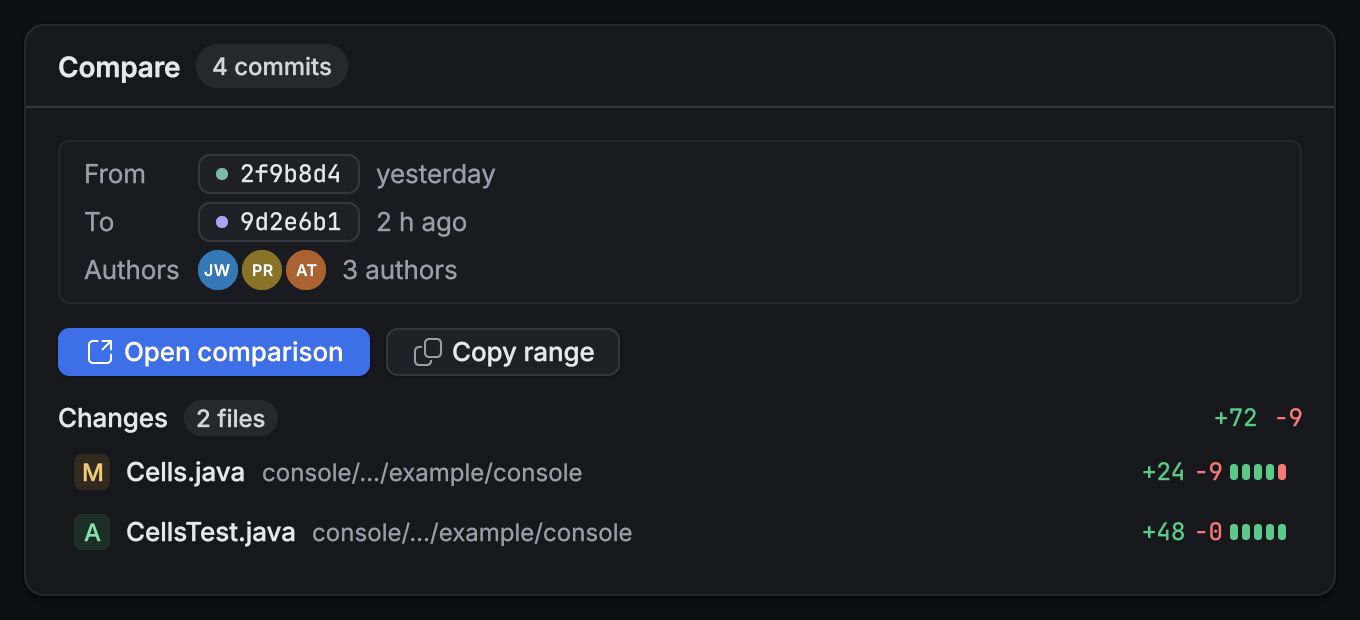 Compare 4 commits
From 2f9b8d4 yesterday
To 9d2e6b1 2 h ago
Authors JW PR AT 3 authors
Open comparison Copy range
Changes 2 files +72 -9
M Cells.java console/.../example/console +24 -9
A CellsTest.java console/.../example/console +48 -0